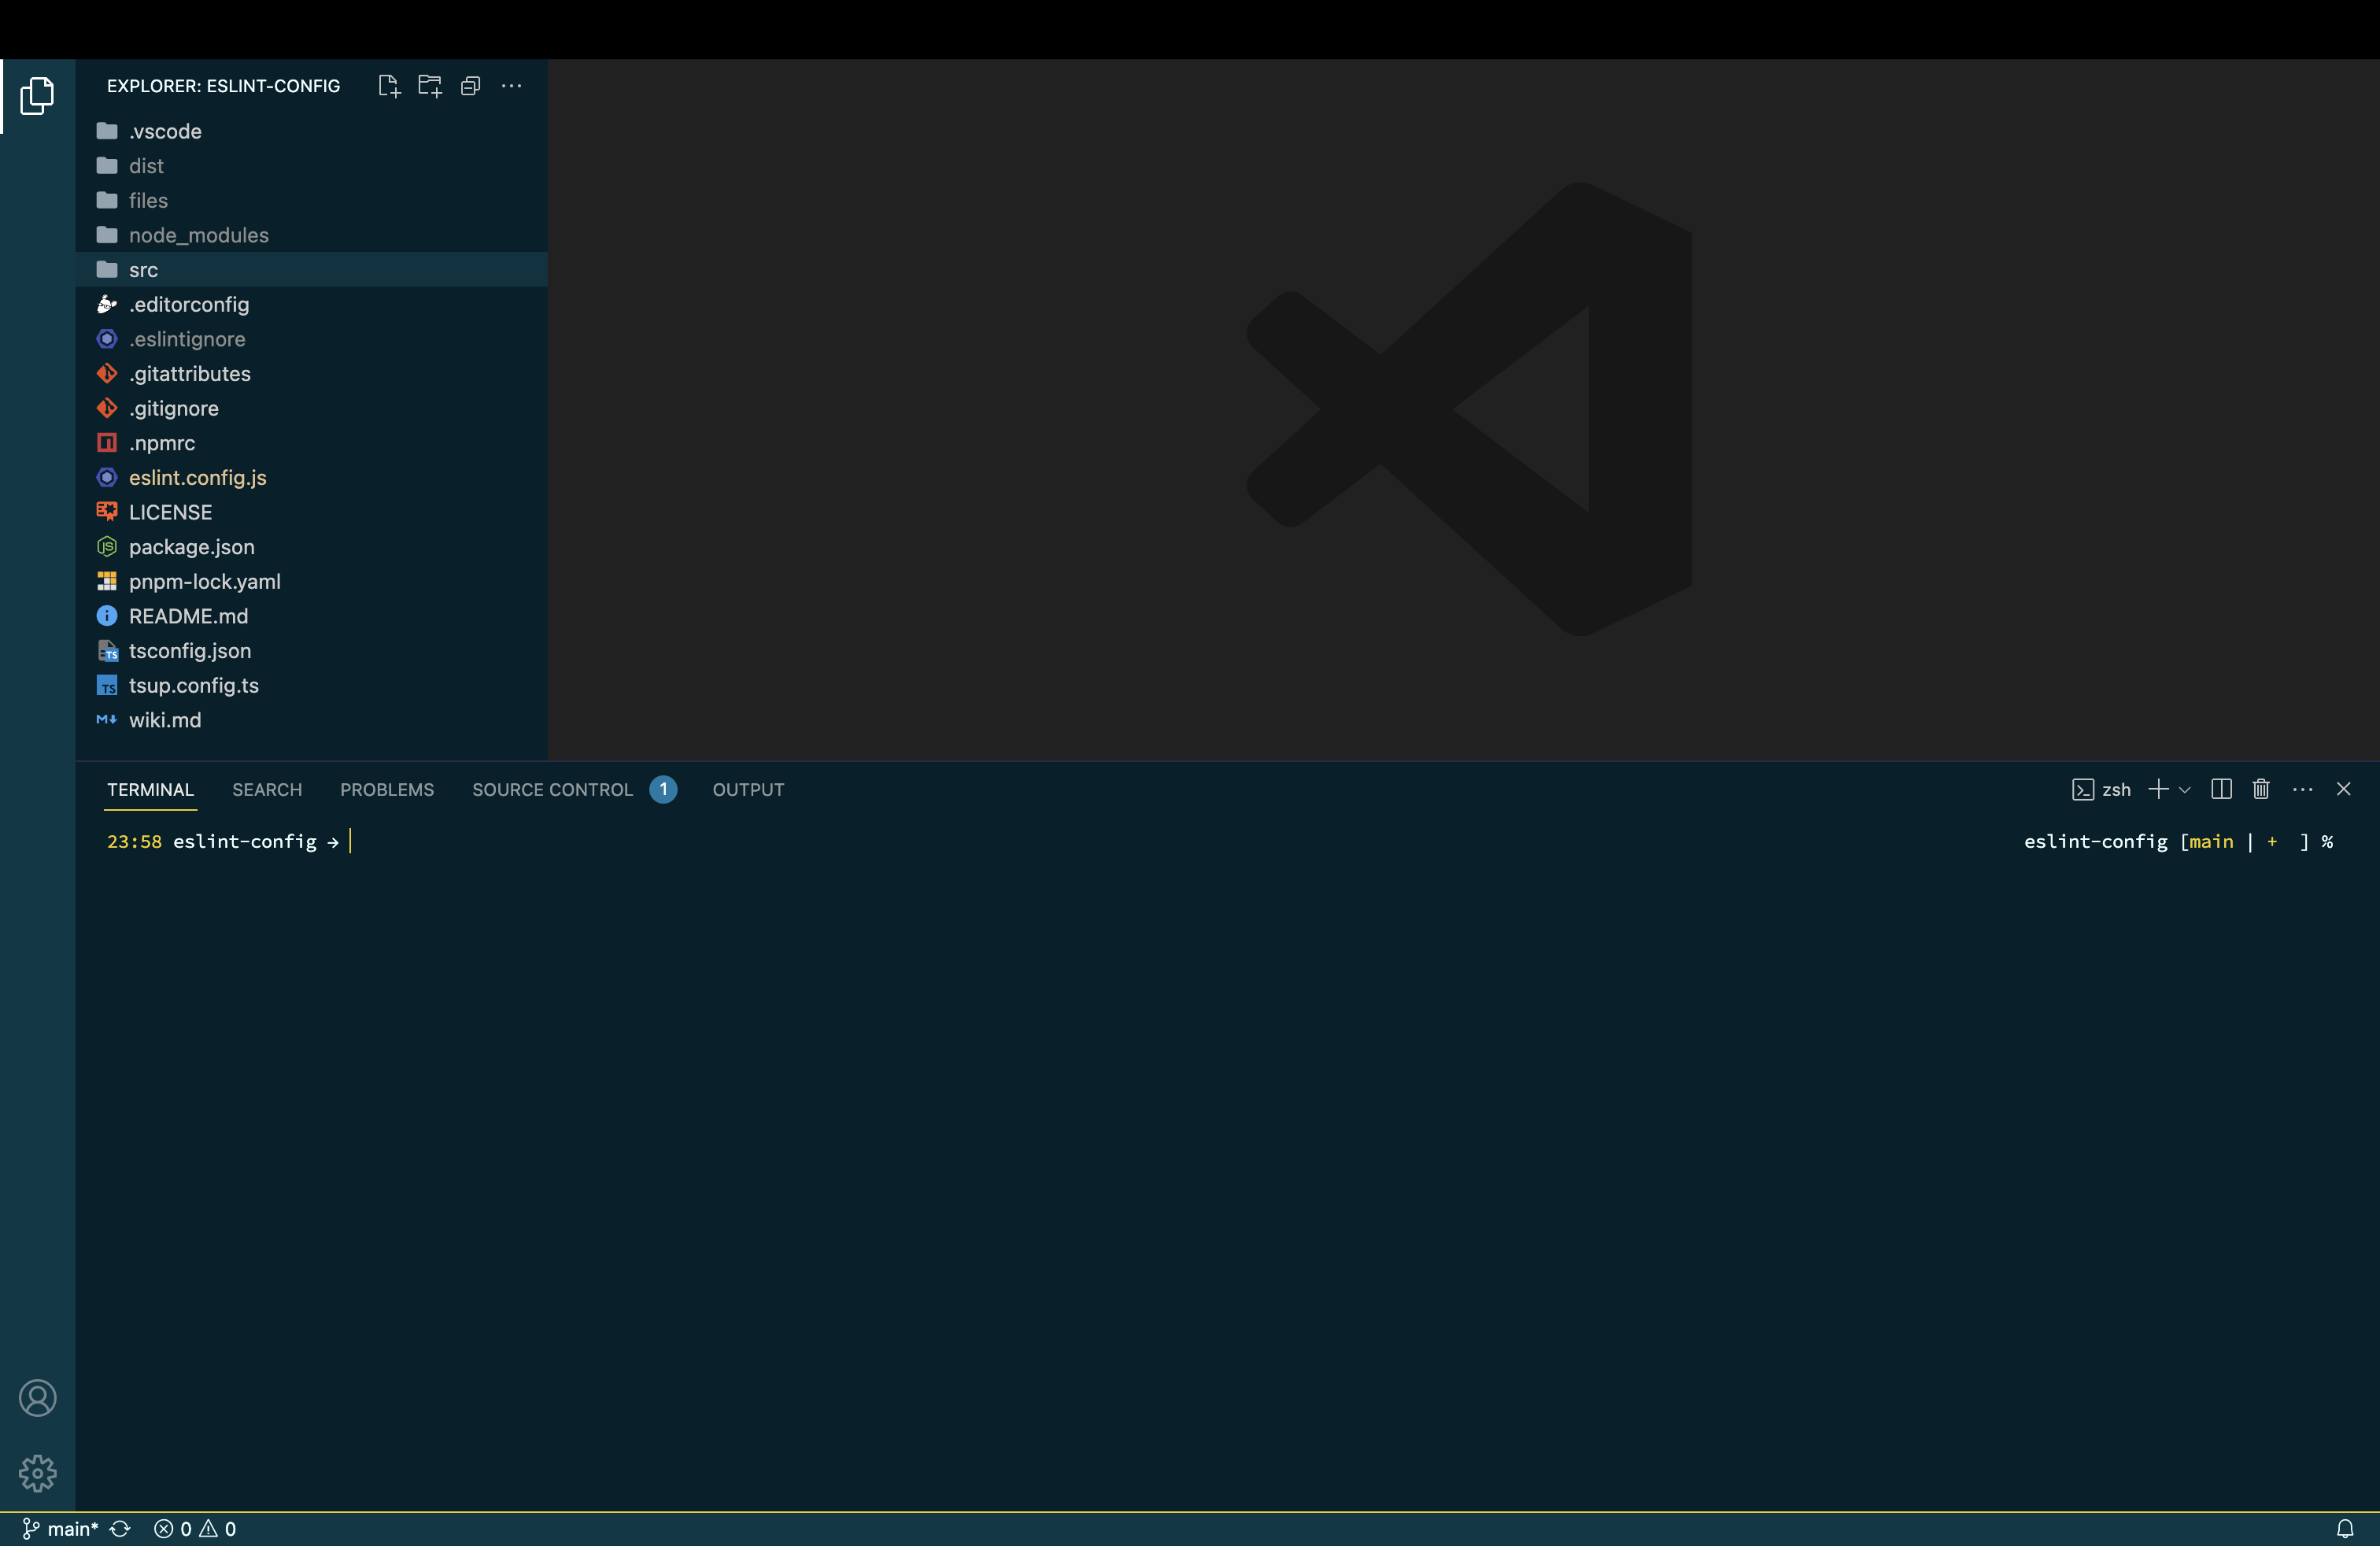 EXPLORER: ESLINT-CONFIG
.vscode
dist
files
node_modules
src
.editorconfig
.eslintignore
.gitattributes
.gitignore
.npmrc
eslint.config.js
LICENSE
package.json
pnpm-lock.yaml
README.md
tsconfig.json
tsup.config.ts
wiki.md
TERMINAL SEARCH PROBLEMS SOURCE CONTROL 1 OUTPUT zsh
23:58 eslint-config → eslint-config [main | + ] %
main* 0 0